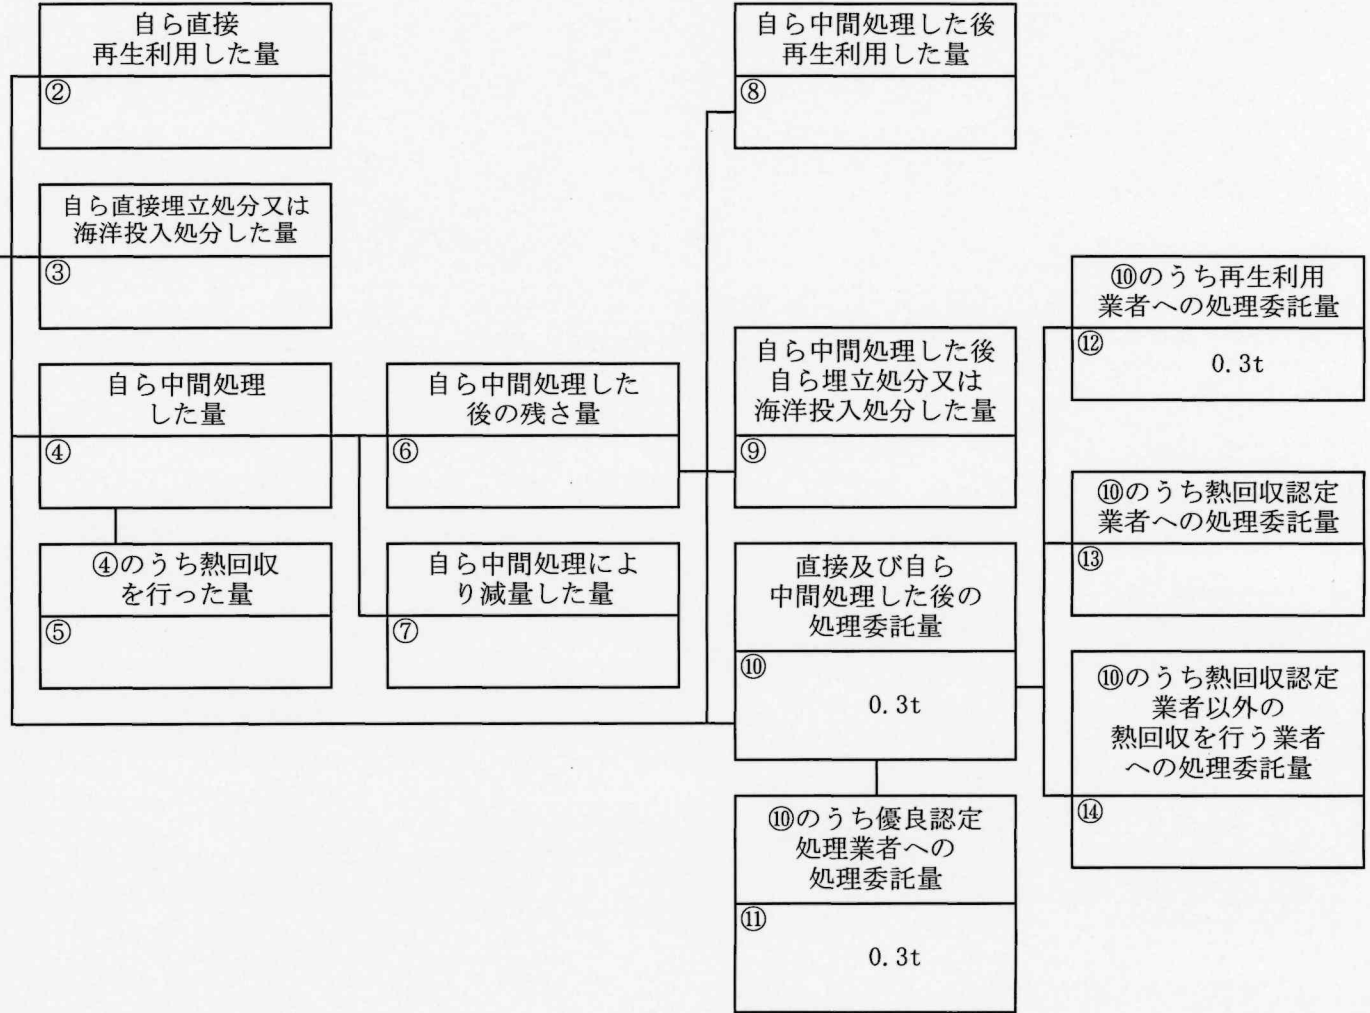 自ら直接
再生利用した量
②
自ら直接埋立処分又は
海洋投入処分した量
③
自ら中間処理
した量
④
④のうち熱回収
を行った量
⑤
自ら中間処理した
後の残さ量
⑥
自ら中間処理によ
り減量した量
⑦
自ら中間処理した後
再生利用した量
⑧
自ら中間処理した後
自ら埋立処分又は
海洋投入処分した量
⑨
直接及び自ら
中間処理した後の
処理委託量
⑩
0.3t
⑩のうち優良認定
処理業者への
処理委託量
⑪
0.3t
⑩のうち再生利用
業者への処理委託量
⑫
0.3t
⑩のうち熱回収認定
業者への処理委託量
⑬
⑩のうち熱回収認定
業者以外の
熱回収を行う業者
への処理委託量
⑭